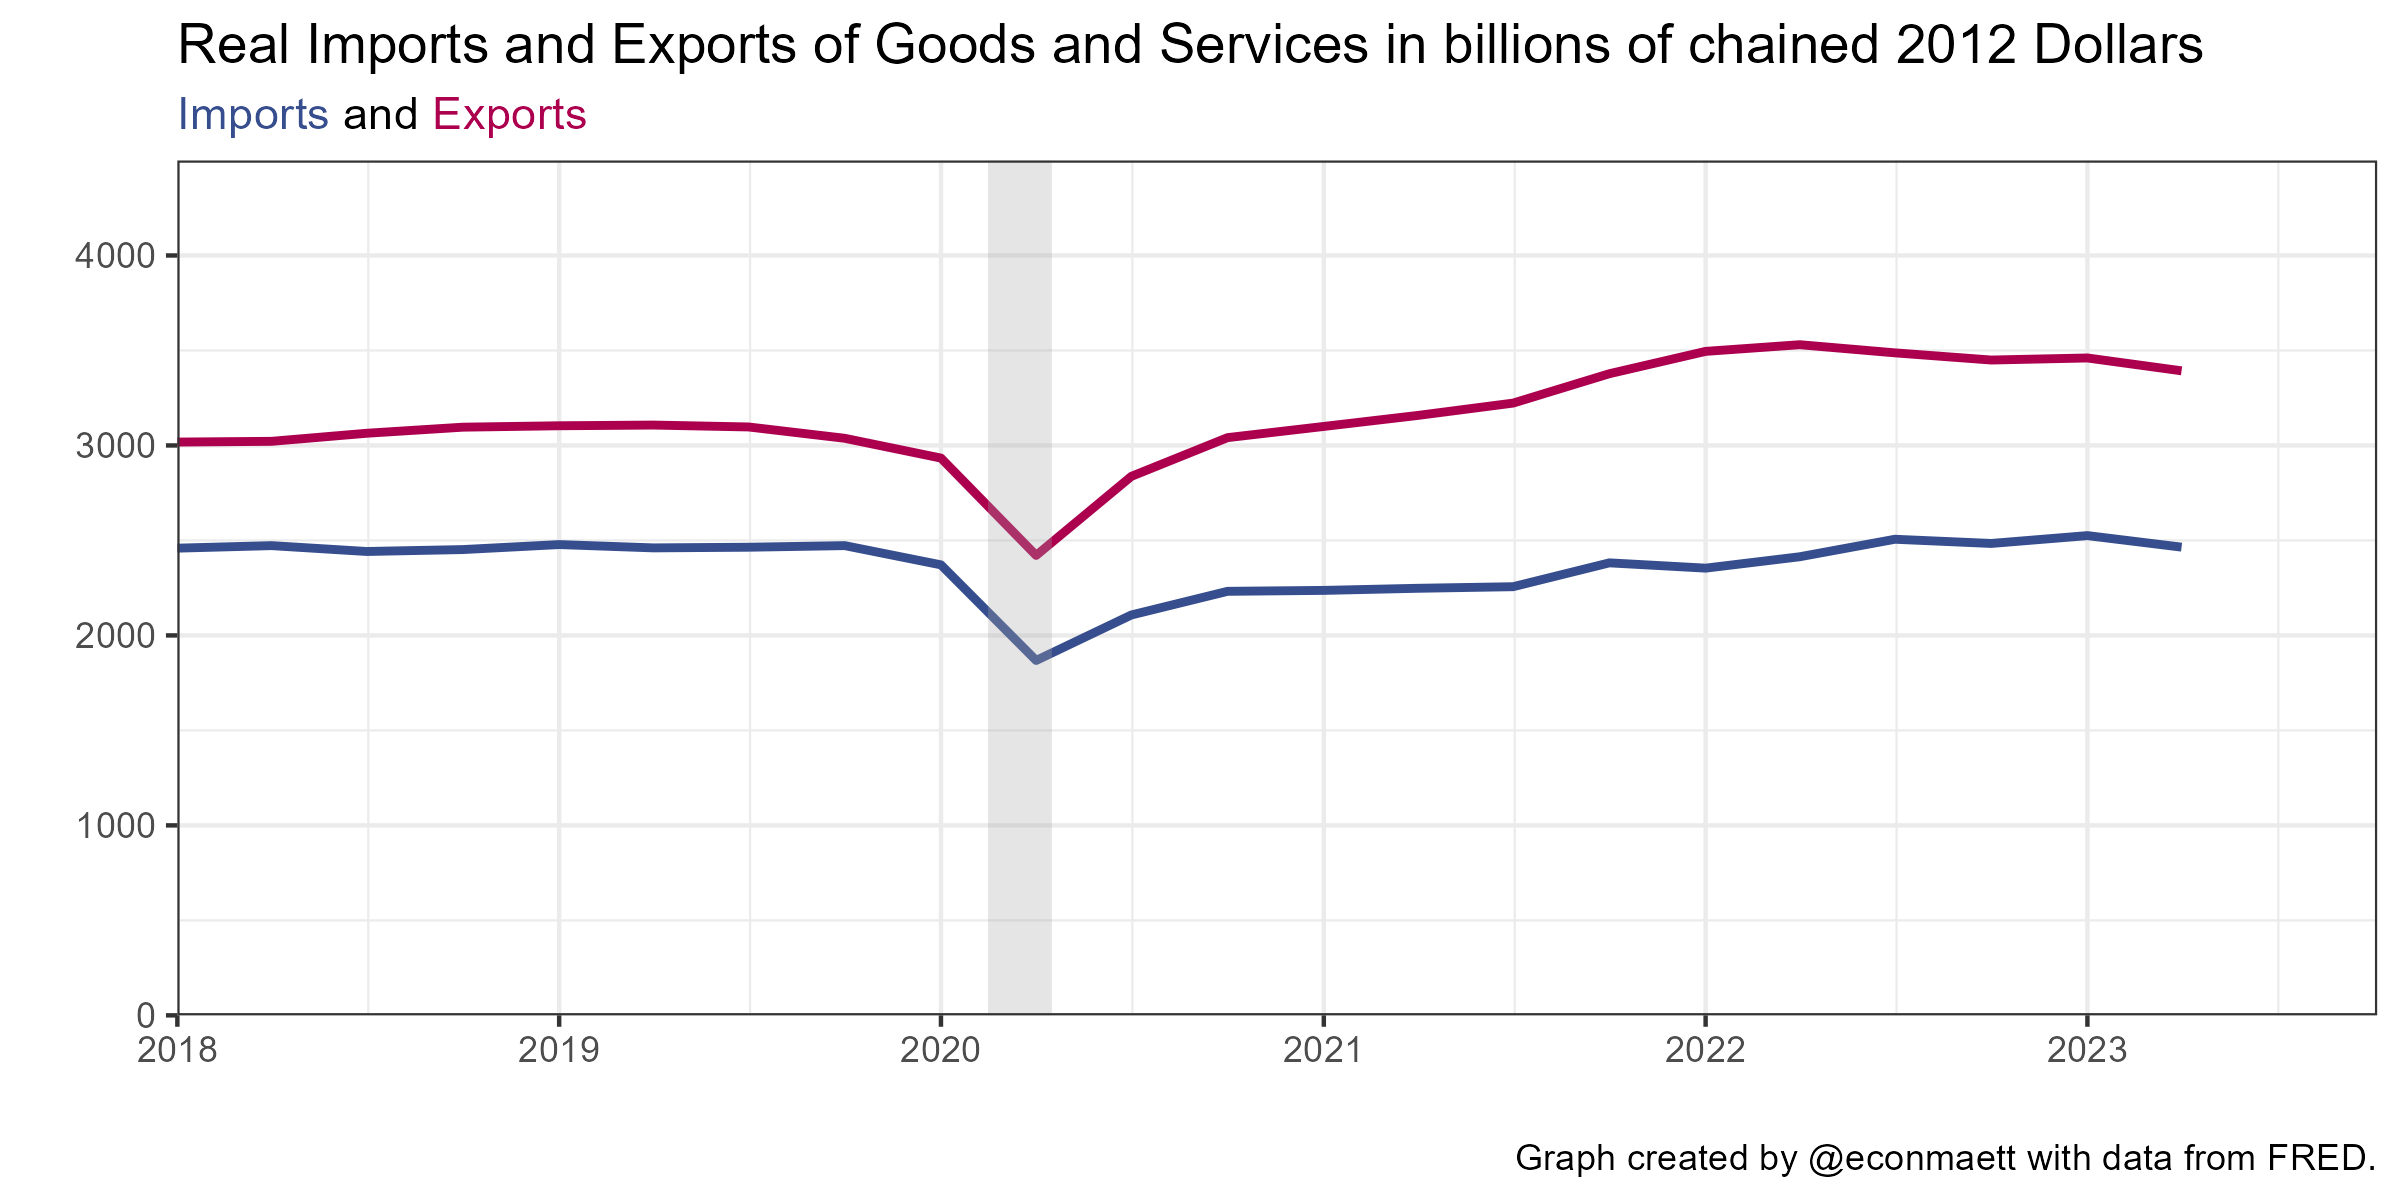 Real Imports and Exports of Goods and Services in billions of chained 2012 Dollars
Imports and Exports
4000
3000
2000
1000
0
2018 2019 2020 2021 2022 2023
Graph created by @econmaett with data from FRED.